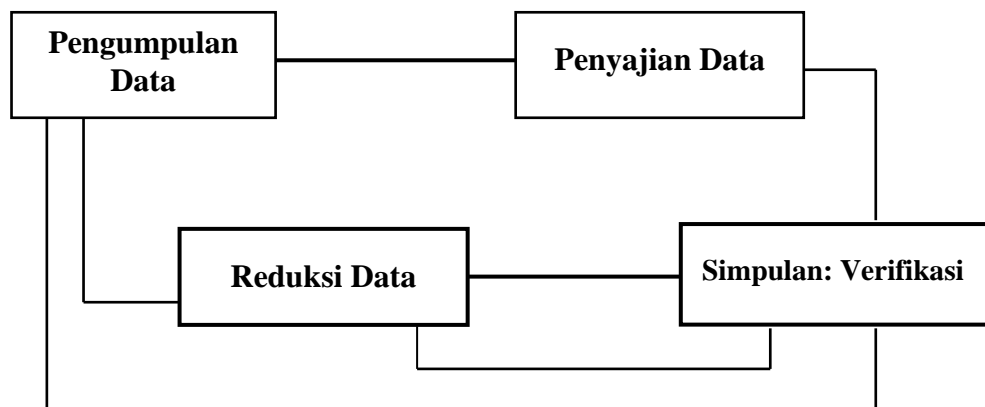 Pengumpulan
Data
Penyajian Data
Reduksi Data
Simpulan: Verifikasi